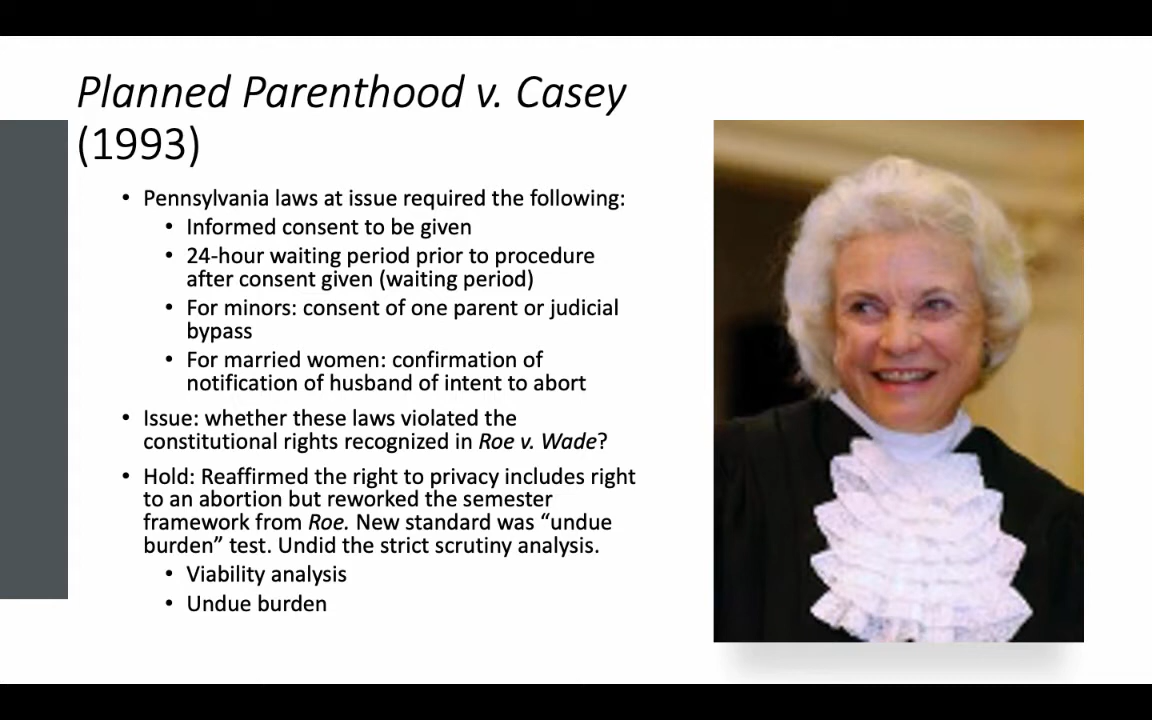 Planned Parenthood v. Casey
(1993)
• Pennsylvania laws at issue required the following:
• Informed consent to be given
• 24-hour waiting period prior to procedure
after consent given (waiting period)
• For minors: consent of one parent or judicial
bypass
• For married women: confirmation of
notification of husband of intent to abort
• Issue: whether these laws violated the
constitutional rights recognized in Roe v. Wade?
• Hold: Reaffirmed the right to privacy includes right
to an abortion but reworked the semester
framework from Roe. New standard was “undue
burden” test. Undid the strict scrutiny analysis.
• Viability analysis
• Undue burden